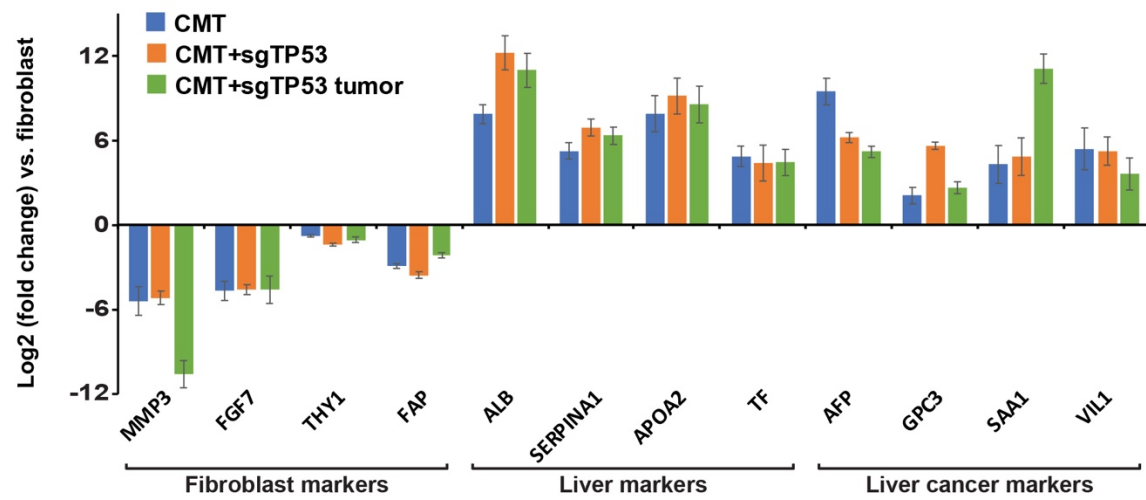 Log2 (fold change) vs. fibroblast
CMT
CMT+sgTP53
CMT+sgTP53 tumor
12
6
0
-6
-12
MMP3
FGF7
THY1
FAP
ALB
SERPINA1
APOA2
TF
AFP
GPC3
SAA1
VIL1
Fibroblast markers
Liver markers
Liver cancer markers